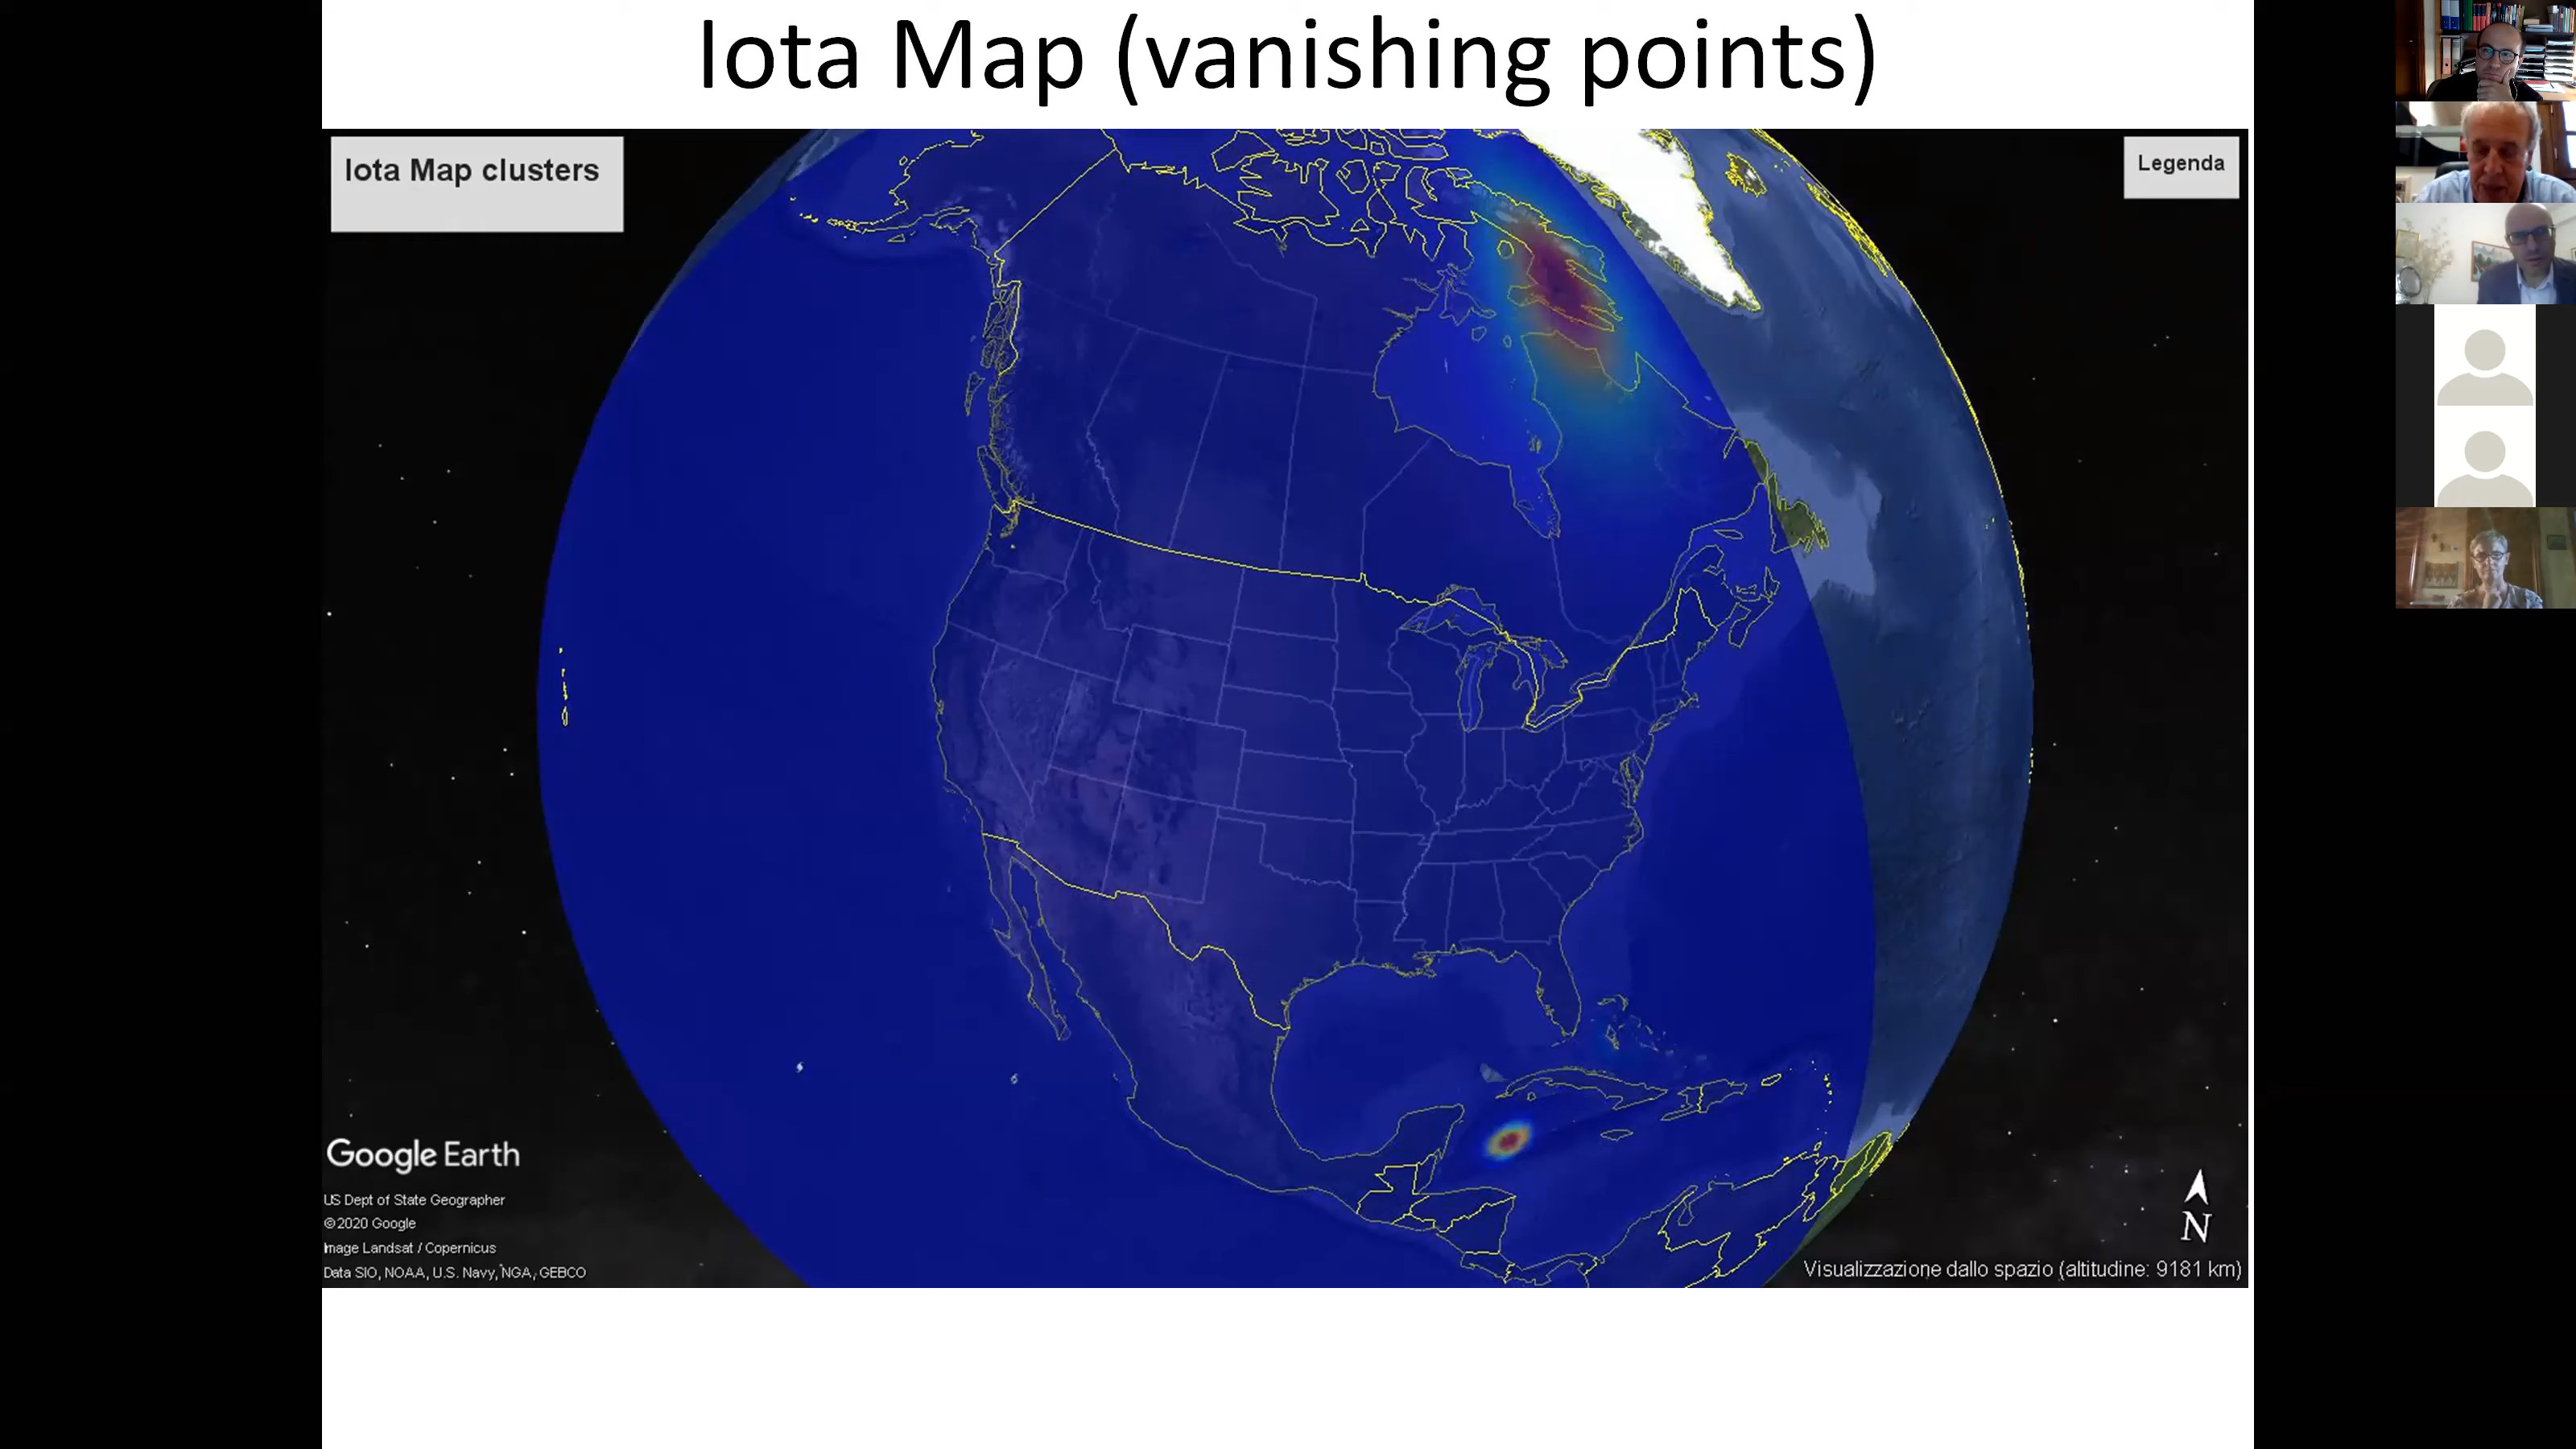 Iota Map (vanishing points)
Iota Map clusters
Legenda
Google Earth
US Dept of State Geographer
©2020 Google
Image Landsat / Copernicus
Data SIO, NOAA, U.S. Navy, NGA, GEBCO
N
Visualizzazione dallo spazio (altitudine: 9181 km)